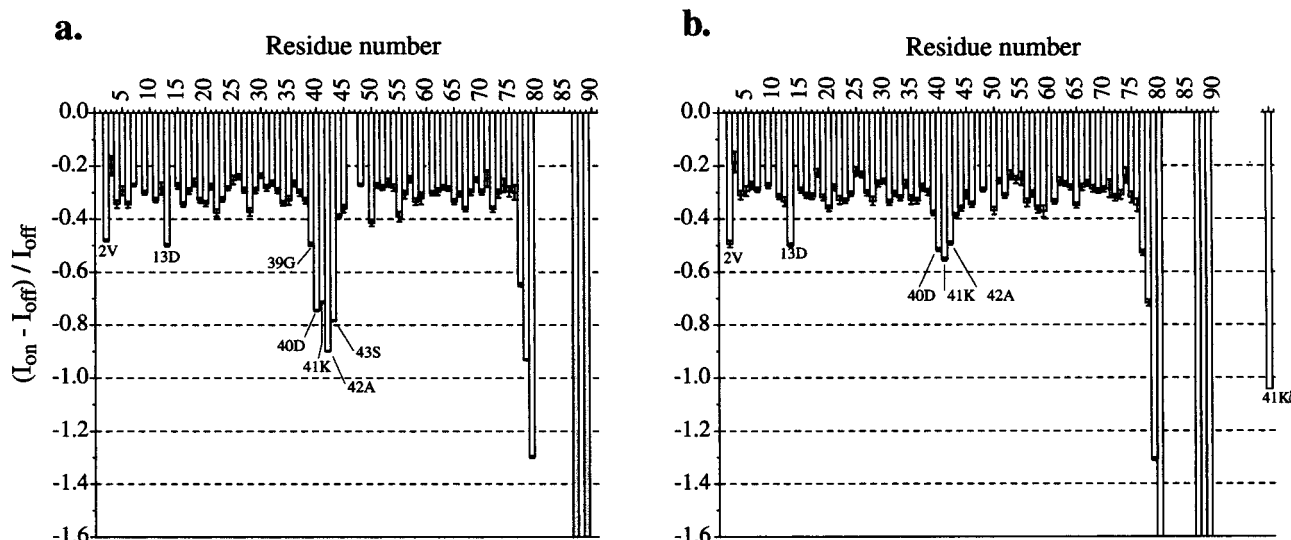 a.
Residue number
5 10 15 20 25 30 35 40 45 50 55 60 65 70 75 80 85 90
0.0
-0.2
-0.4
-0.6
-0.8
-1.0
-1.2
-1.4
-1.6
(Ion - Ioff) / Ioff
2V
13D
39G
40D
41K
42A
43S
b.
Residue number
5 10 15 20 25 30 35 40 45 50 55 60 65 70 75 80 85 90
0.0
-0.2
-0.4
-0.6
-0.8
-1.0
-1.2
-1.4
-1.6
2V
13D
40D 41K 42A